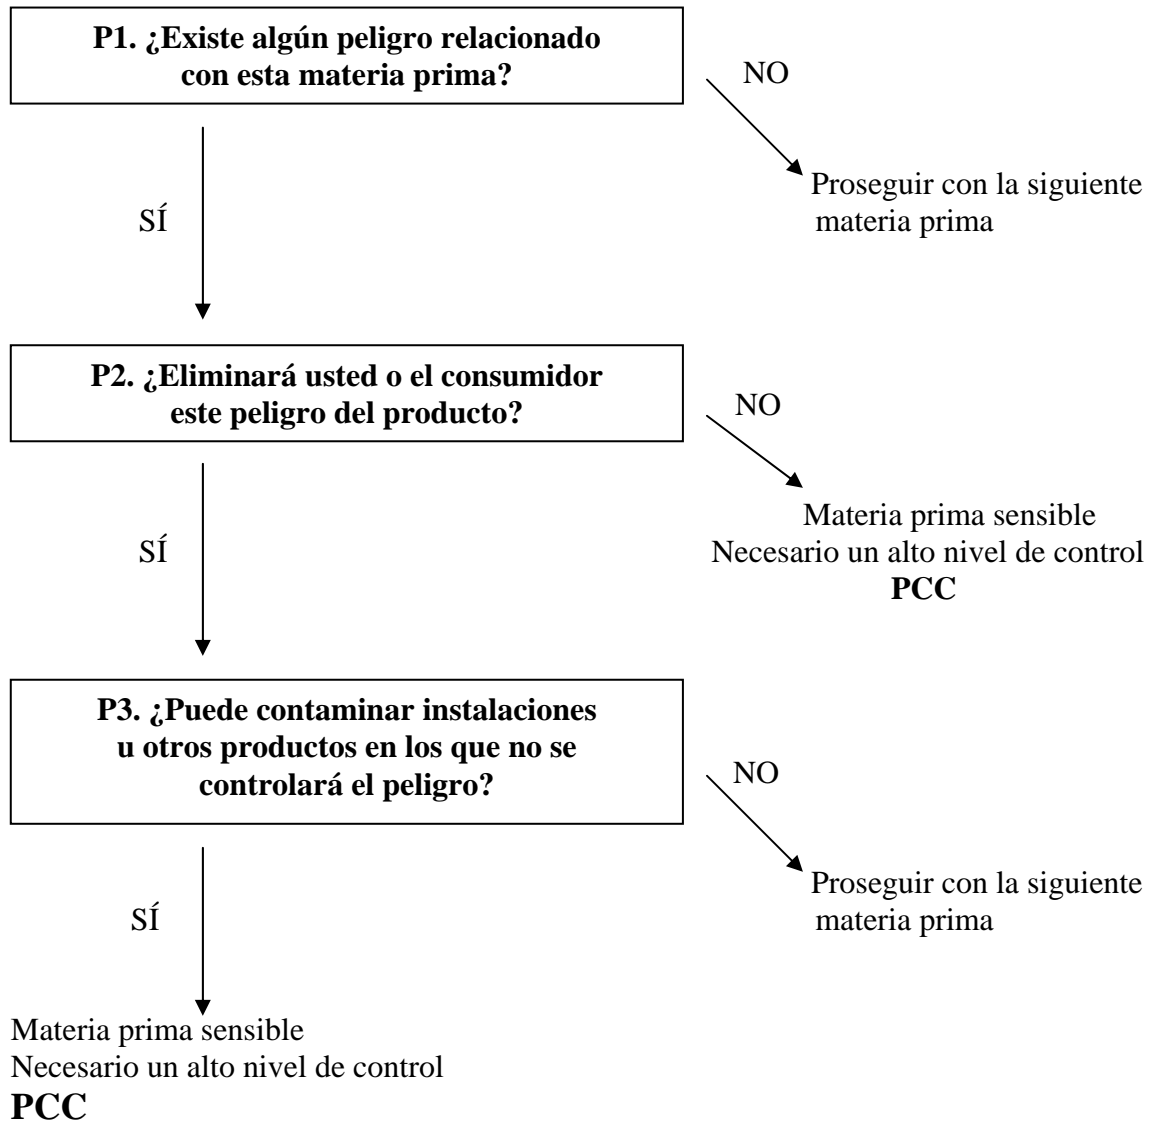 P1. ¿Existe algún peligro relacionado
con esta materia prima?
NO
Proseguir con la siguiente
materia prima
SÍ
P2. ¿Eliminará usted o el consumidor
este peligro del producto?
NO
Materia prima sensible
Necesario un alto nivel de control
PCC
SÍ
P3. ¿Puede contaminar instalaciones
u otros productos en los que no se
controlará el peligro?
NO
Proseguir con la siguiente
materia prima
SÍ
Materia prima sensible
Necesario un alto nivel de control
PCC